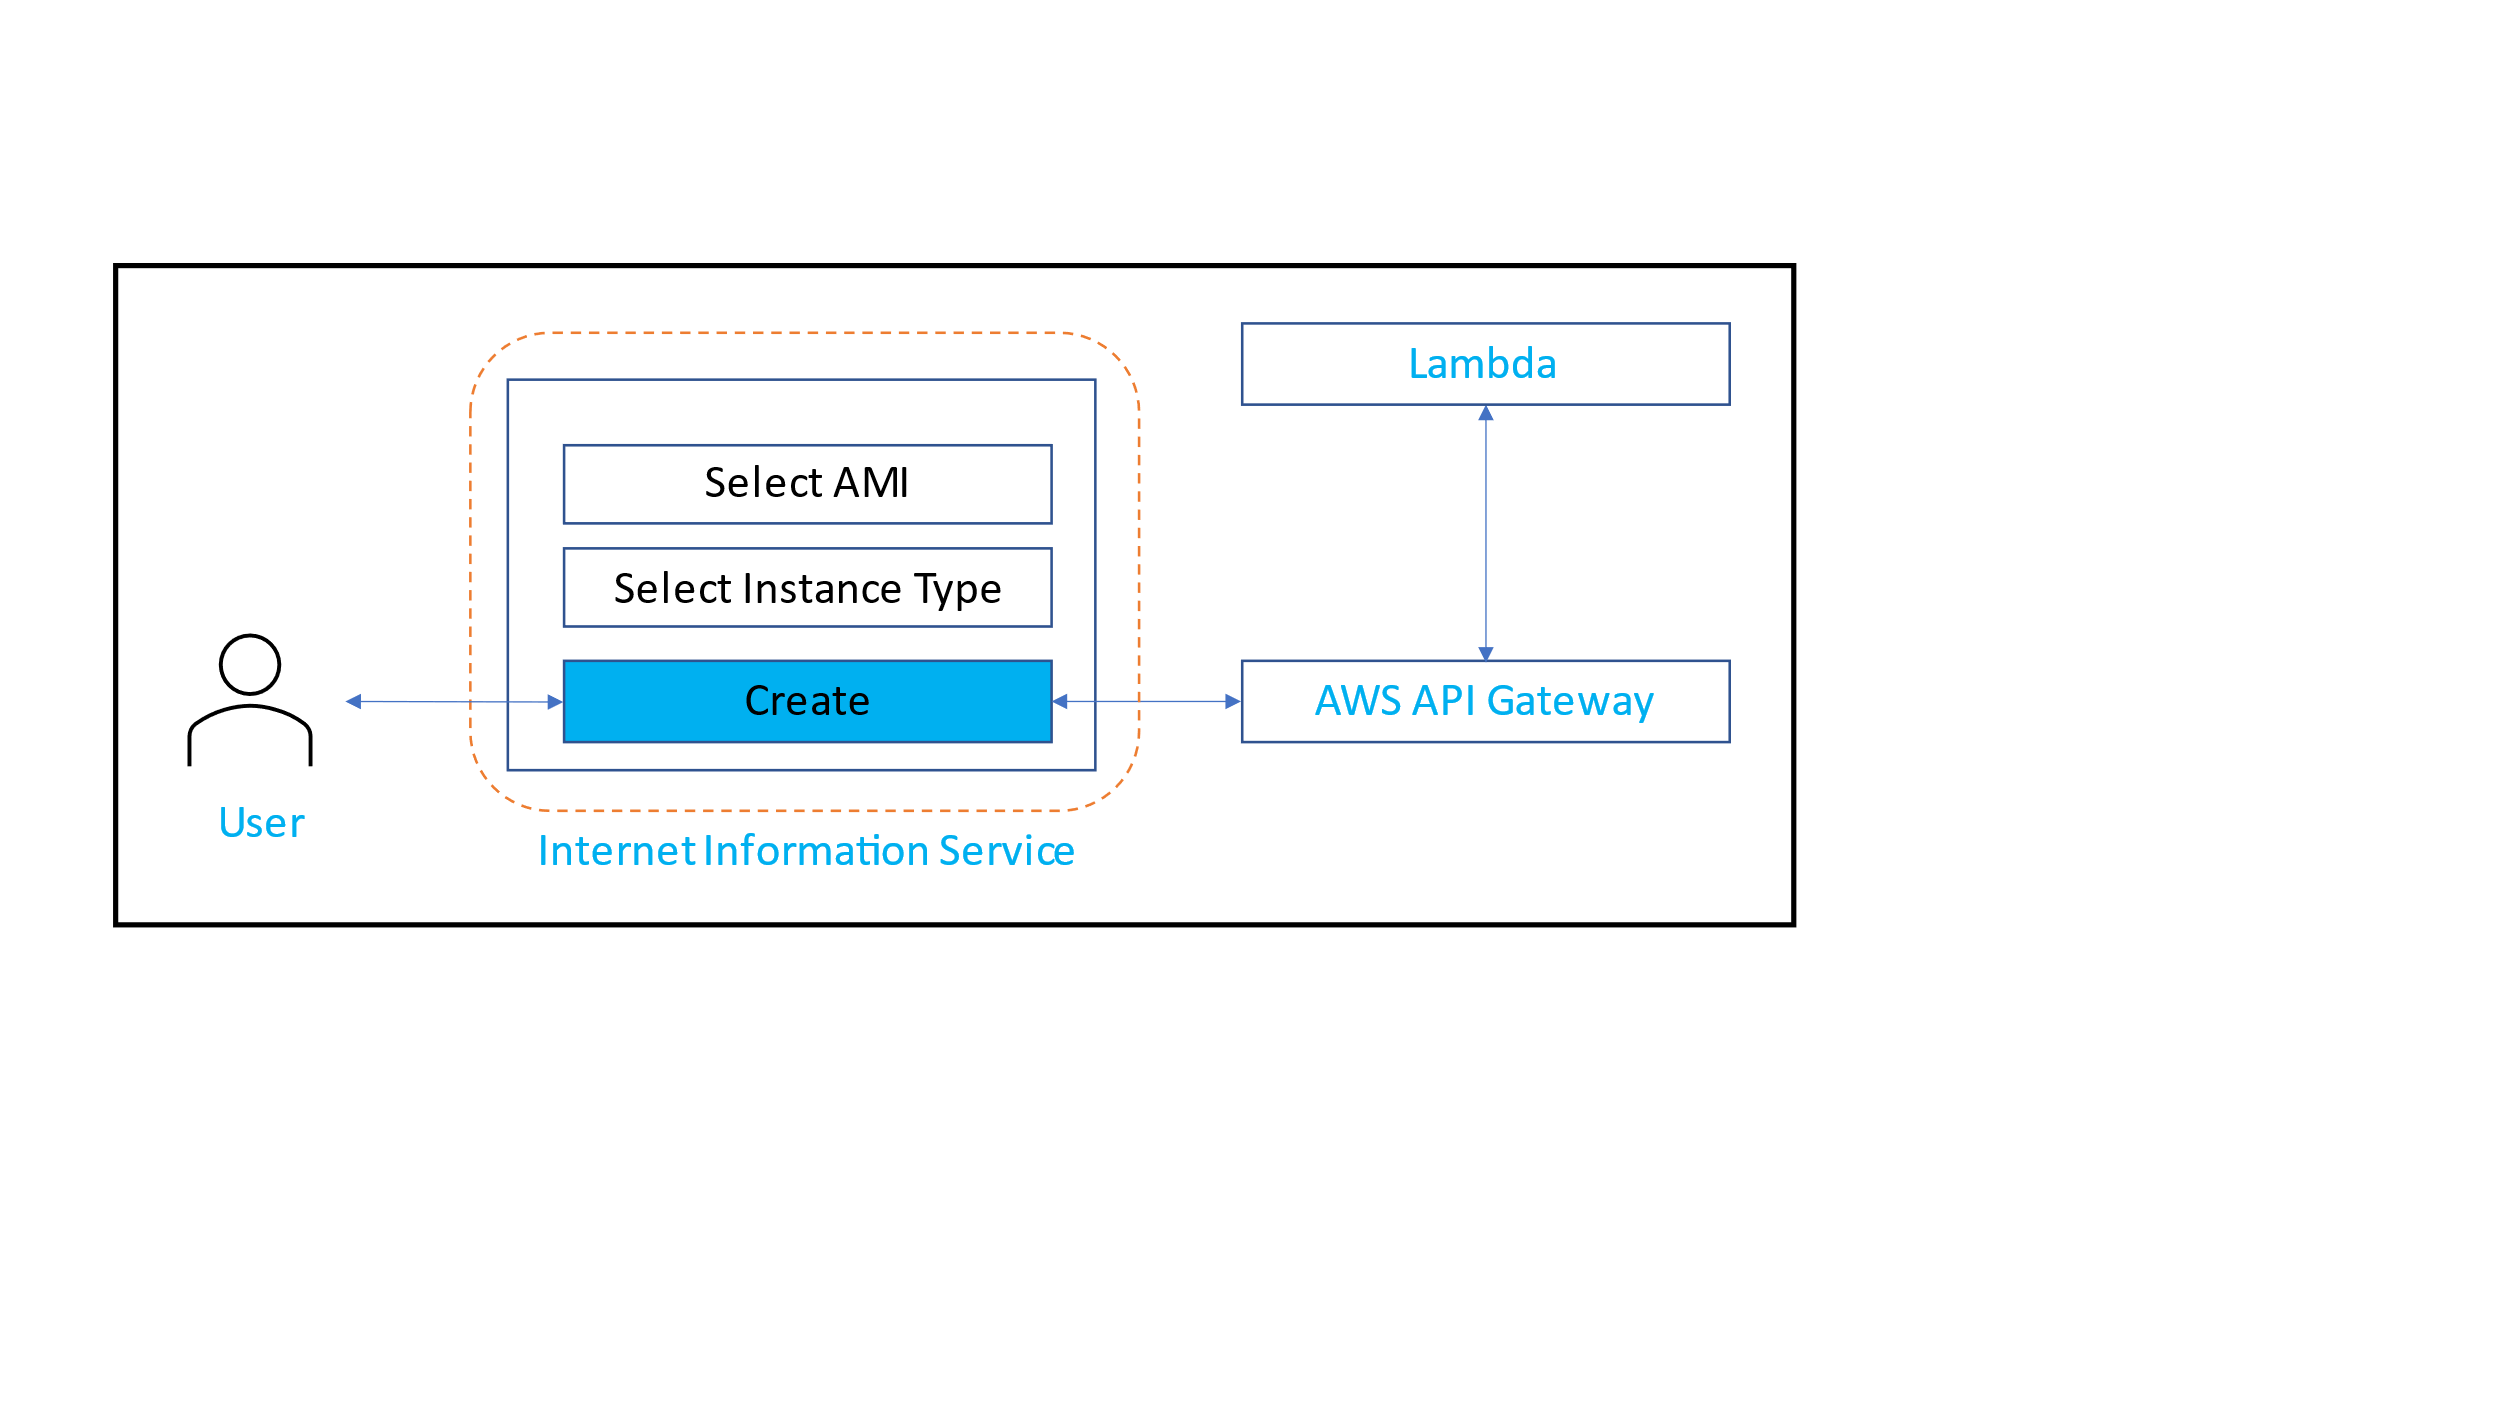 Lambda
Select AMI
Select Instance Type
Create
AWS API Gateway
User
Internet Information Service